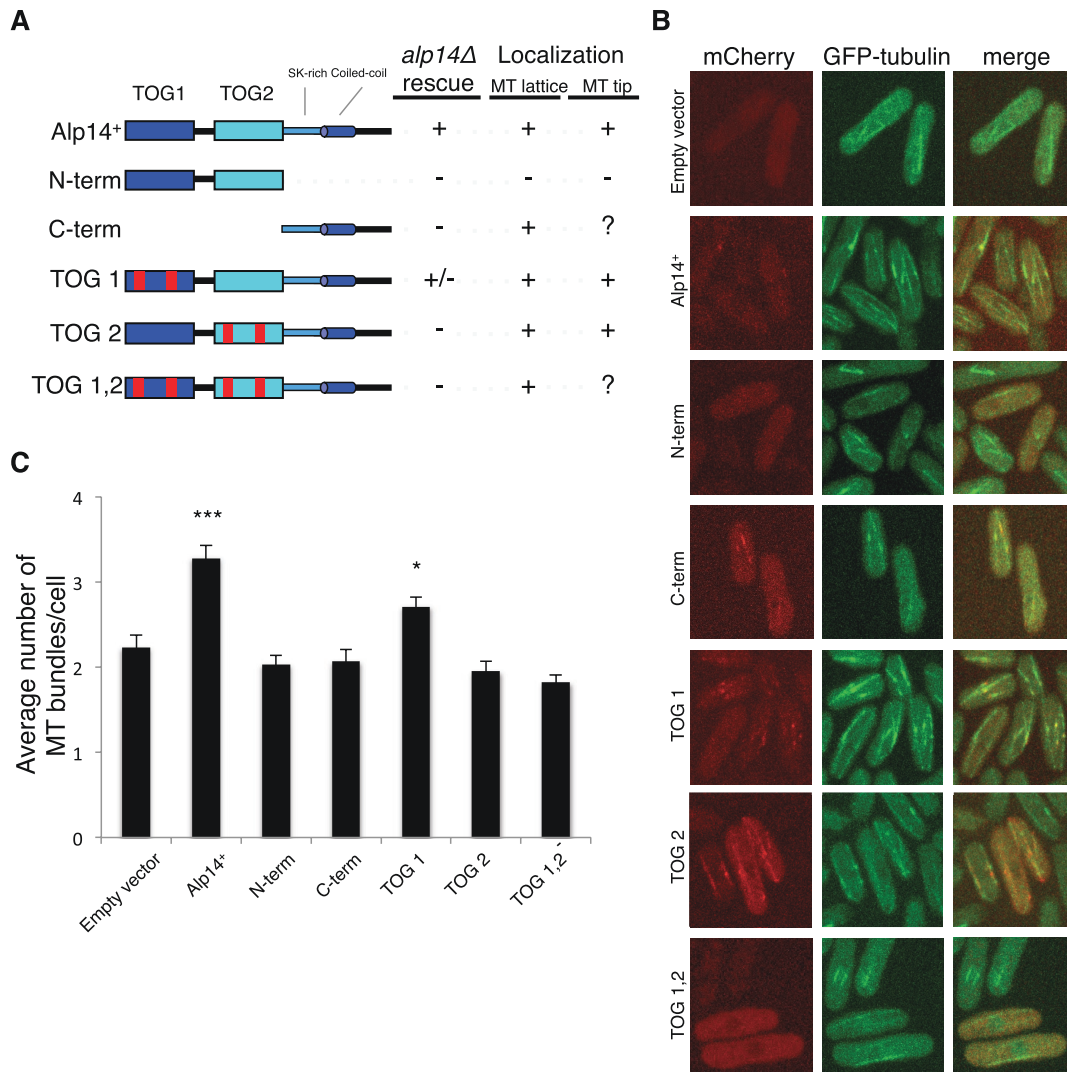 A
SK-rich Coiled-coil
TOG1 TOG2
alp14Δ rescue
Localization
MT lattice MT tip
Alp14+ + + +
N-term - - -
C-term - + ?
TOG 1 +/- + +
TOG 2 - + +
TOG 1,2 - + ?
B
mCherry GFP-tubulin merge
Empty vector
Alp14+
N-term
C-term
TOG 1
TOG 2
TOG 1,2
C
Average number of
MT bundles/cell
4
3
2
1
0
***
*
Empty vector
Alp14+
N-term
C-term
TOG 1
TOG 2
TOG 1,2-